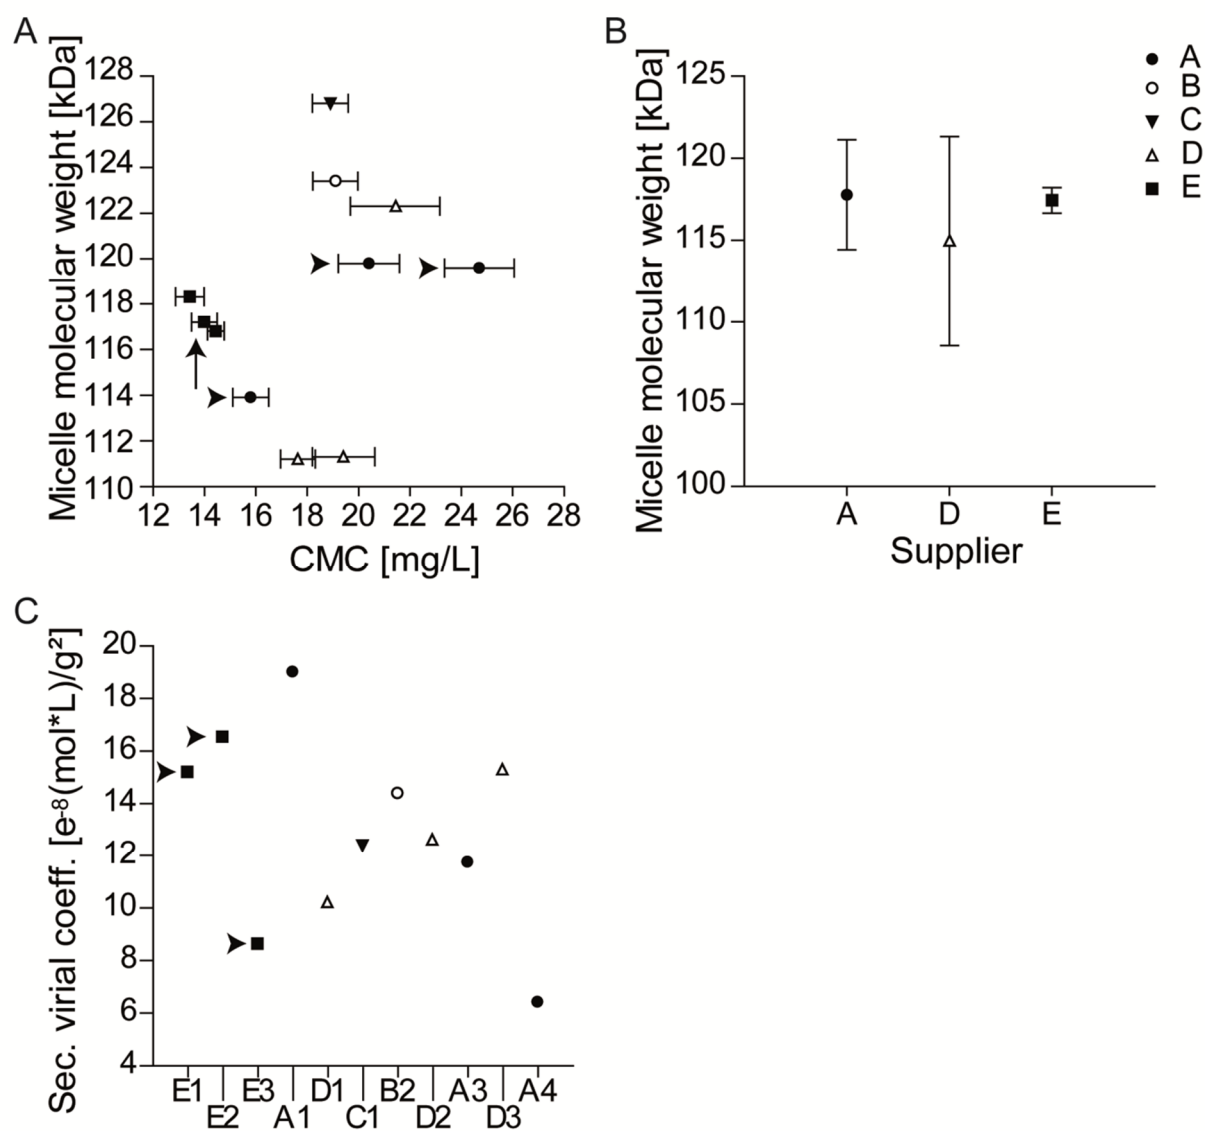 A
Micelle molecular weight [kDa]
128
126
124
122
120
118
116
114
112
110
12 14 16 18 20 22 24 26 28
CMC [mg/L]
B
Micelle molecular weight [kDa]
125
120
115
110
105
100
A D E
Supplier
A
B
C
D
E
C
Sec. virial coeff. [e⁻⁸(mol*L)/g²]
20
18
16
14
12
10
8
6
4
E1 E3 D1 B2 A3 A4
E2 A1 C1 D2 D3